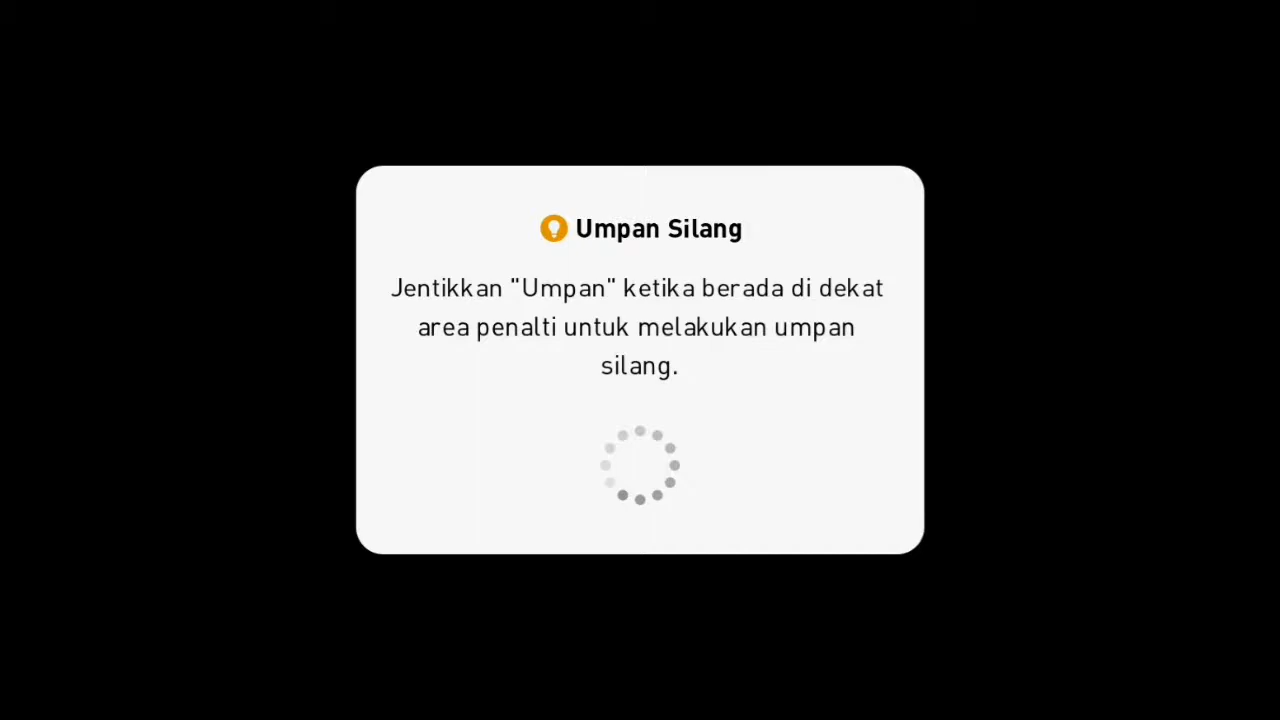 Umpan Silang
Jentikkan "Umpan" ketika berada di dekat
area penalti untuk melakukan umpan
silang.